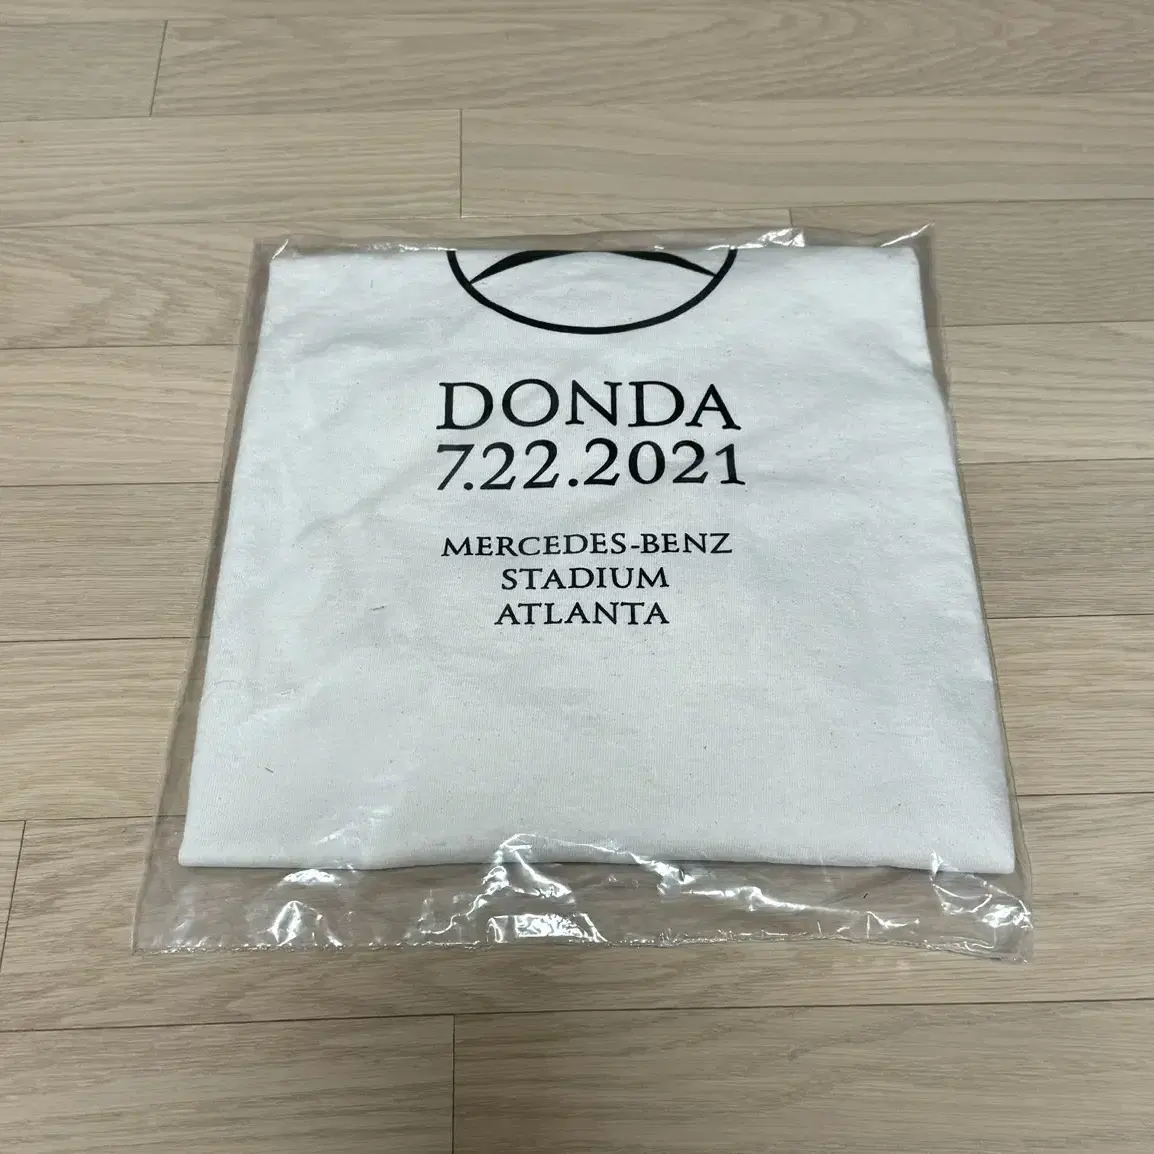 DONDA
7.22.2021
MERCEDES-BENZ
STADIUM
ATLANTA